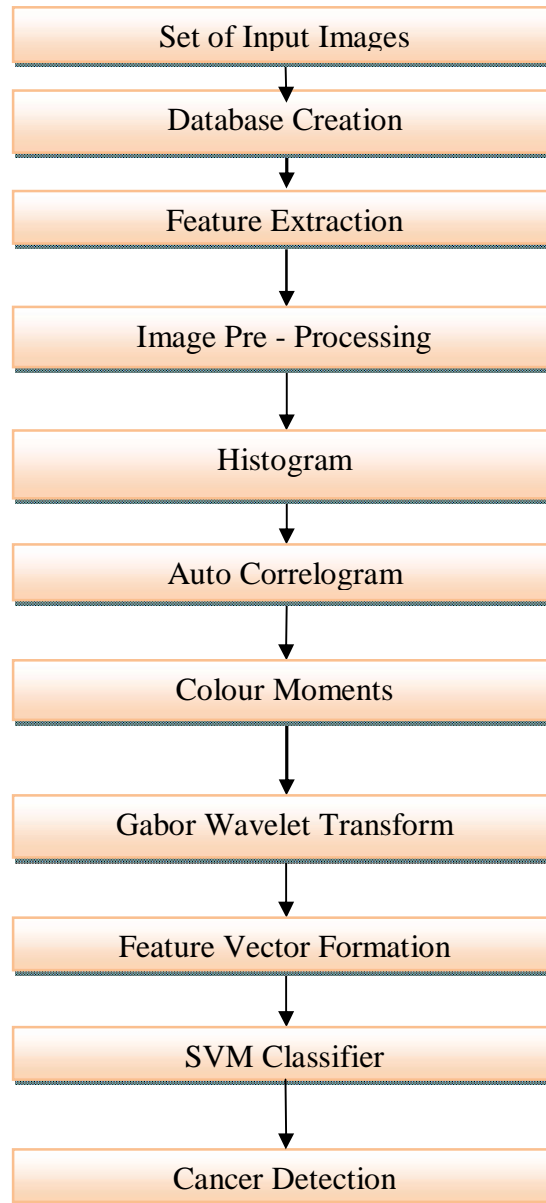 Set of Input Images
Database Creation
Feature Extraction
Image Pre - Processing
Histogram
Auto Correlogram
Colour Moments
Gabor Wavelet Transform
Feature Vector Formation
SVM Classifier
Cancer Detection